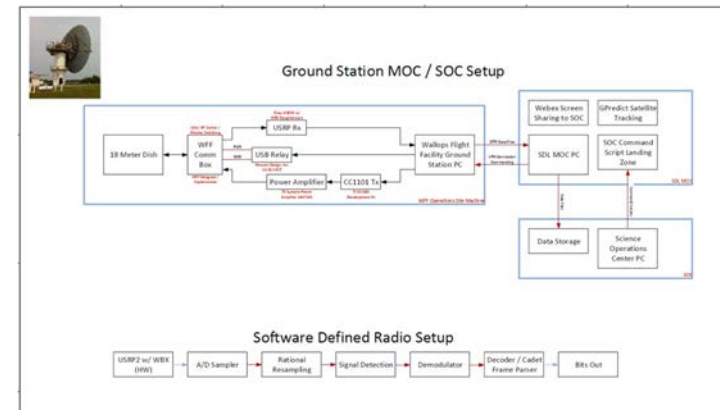 Ground Station MOC / SOC Setup
Webex Screen
Sharing to SOC
GPredict Satellite
Tracking
USRP Rx
18 Meter Dish
WFF
Comm
Box
USB Relay
Wallops Flight
Facility Ground
Station PC
SDL MOC PC
SOC Command
Script Landing
Zone
Power Amplifier
CC1101 Tx
WFF Operations Site Machine
SDL MOC
Data Storage
Science
Operations
Center PC
SOC
Software Defined Radio Setup
USRP2 w/ WBX
(HW)
A/D Sampler
Rational
Resampling
Signal Detection
Demodulator
Decoder / Cadet
Frame Parser
Bits Out